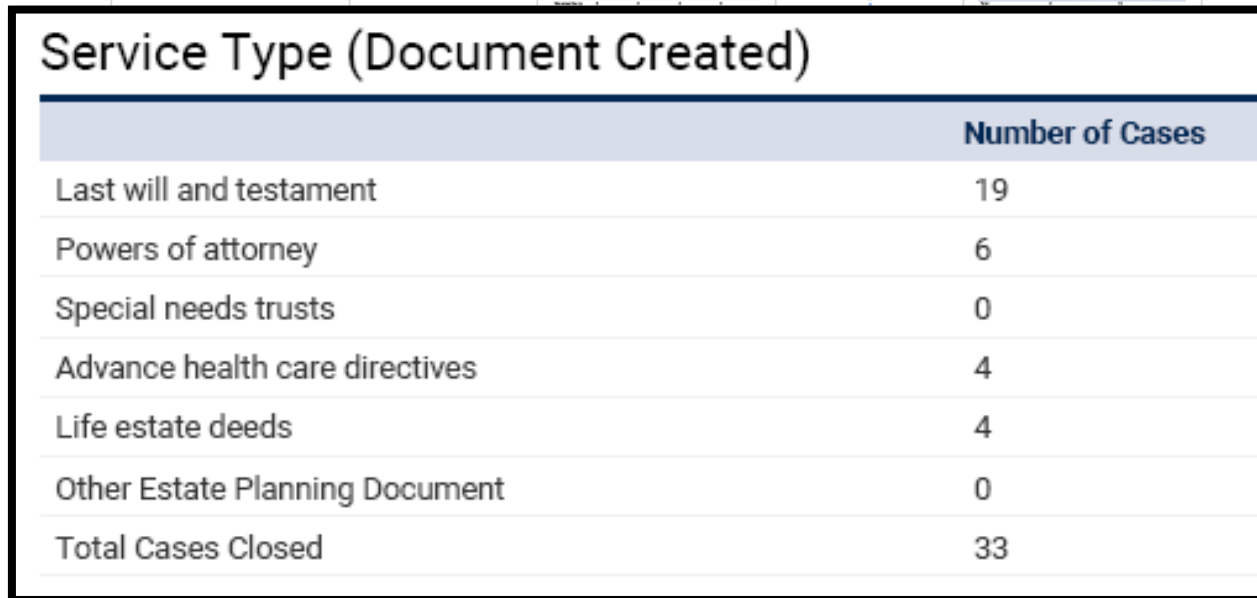 Service Type (Document Created)
Number of Cases
Last will and testament 19
Powers of attorney 6
Special needs trusts 0
Advance health care directives 4
Life estate deeds 4
Other Estate Planning Document 0
Total Cases Closed 33